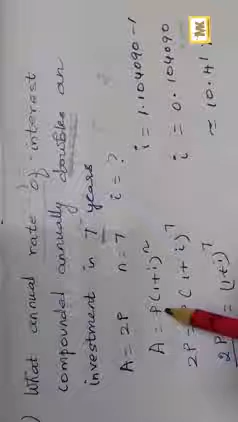 ) What annual rate of interest
compounded annually doubles an
investment in 7 years
A = 2P n = 7 i = ?
A = P(1+i)^n
2P = (1+i)^7
2P = (1+i)^7
i = 1.104090-1
i = 0.104090
≈ 10.41